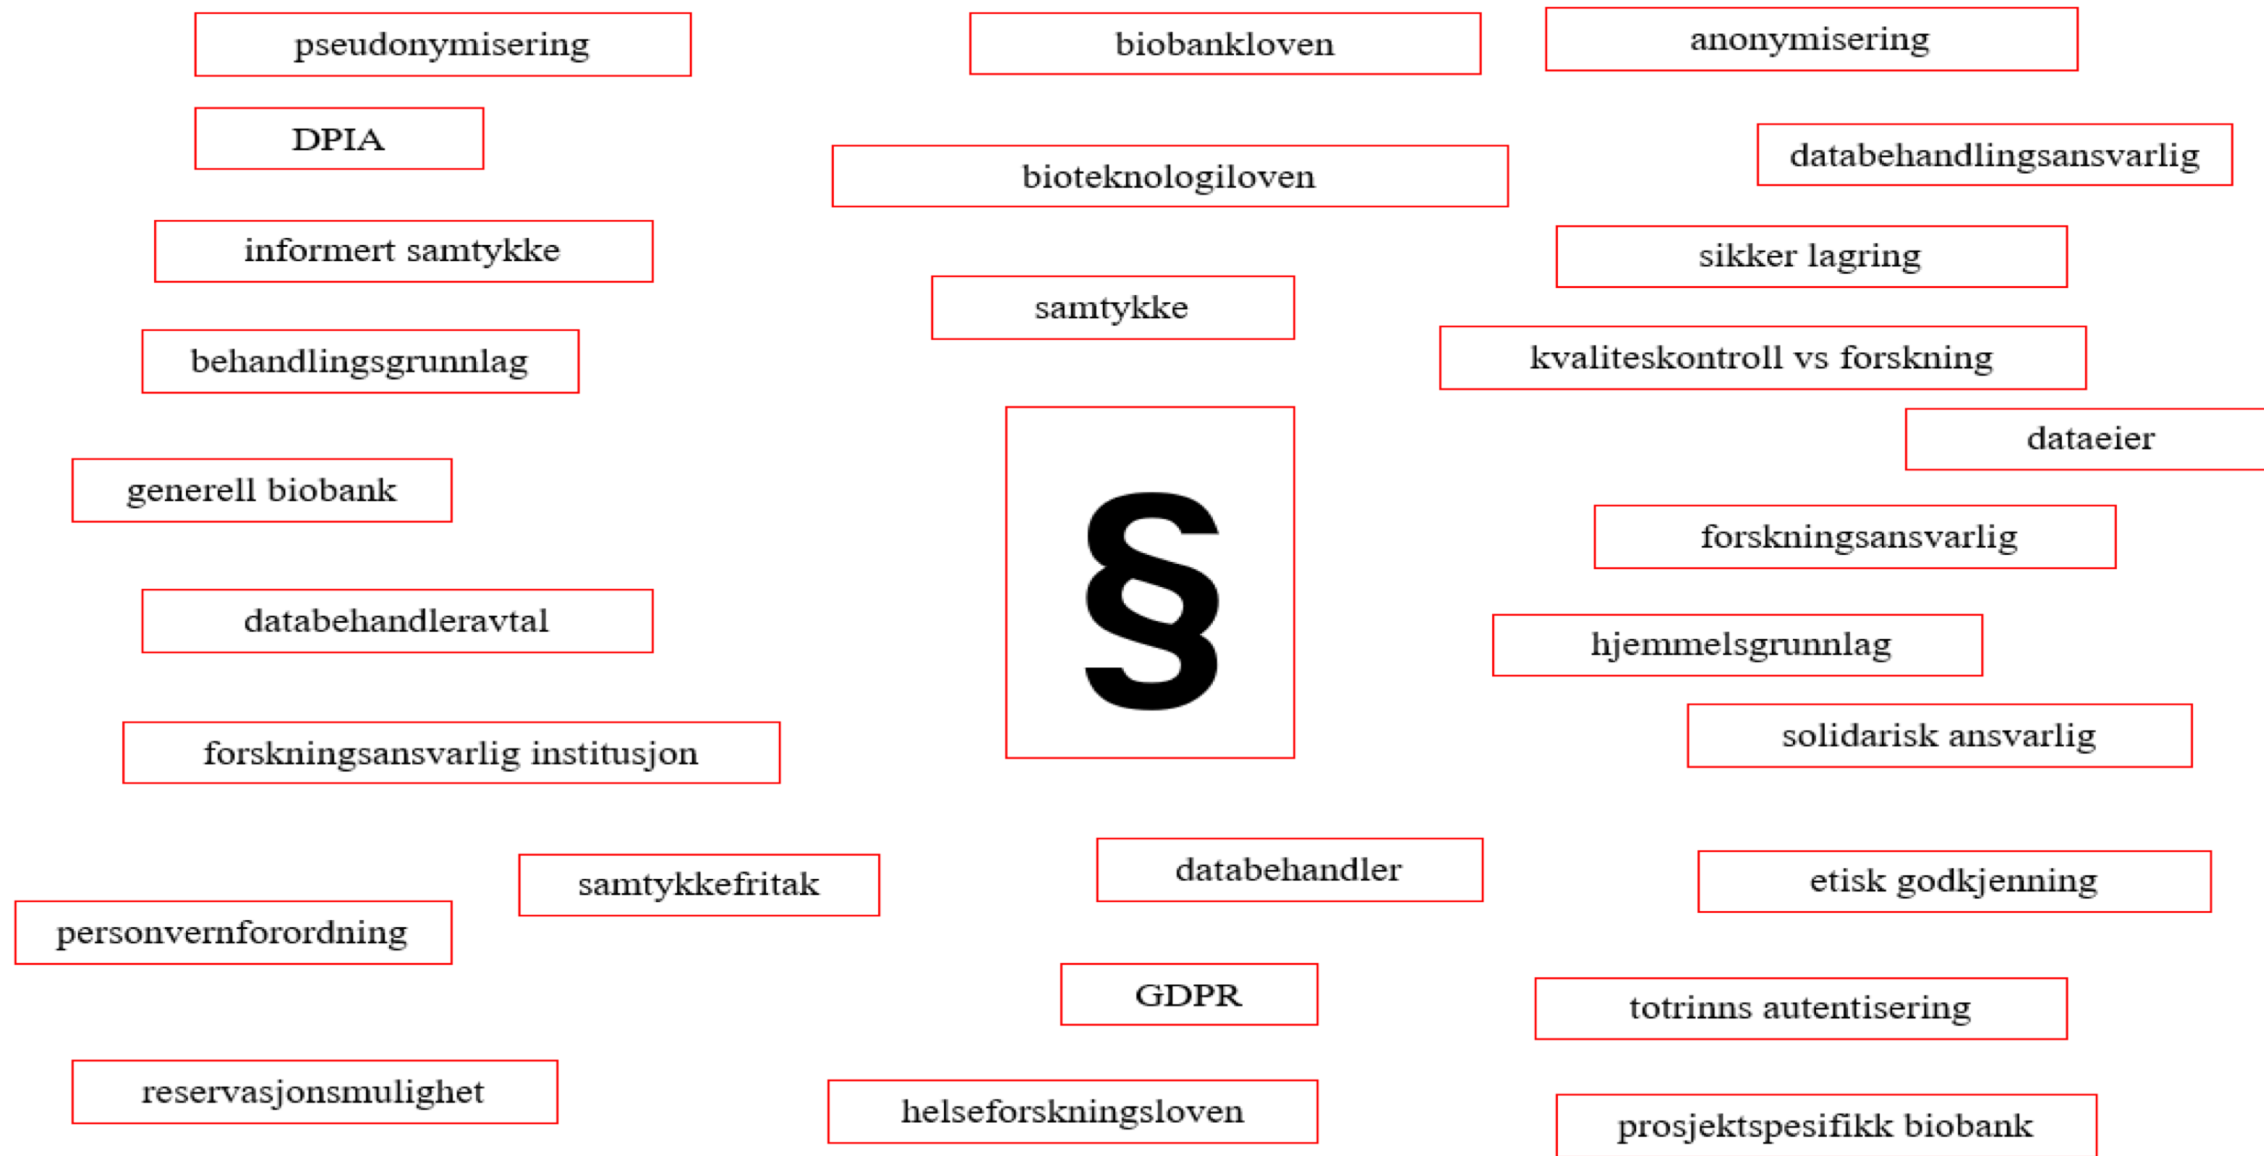 pseudonymisering
biobankloven
anonymisering
DPIA
databehandlingsansvarlig
bioteknologiloven
informert samtykke
sikker lagring
samtykke
behandlingsgrunnlag
kvaliteskontroll vs forskning
dataeier
generell biobank
§
forskningsansvarlig
databehandleravtal
hjemmelsgrunnlag
forskningsansvarlig institusjon
solidarisk ansvarlig
samtykkefritak
databehandler
etisk godkjenning
personvernforordning
GDPR
totrinns autentisering
reservasjonsmulighet
helseforskningsloven
prosjektspesifikk biobank